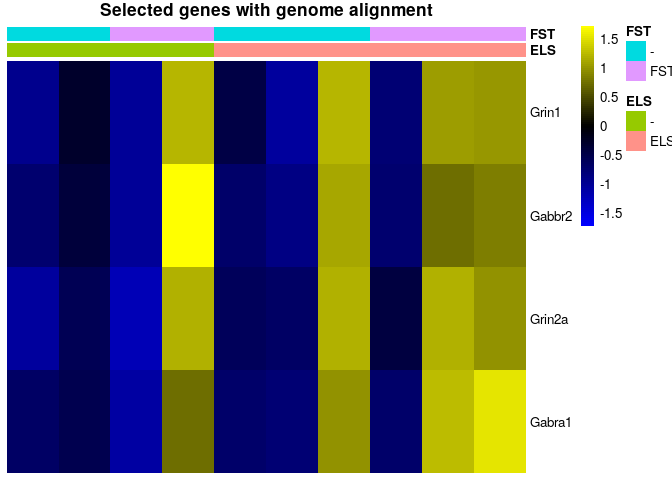 Selected genes with genome alignment
FST
ELS
Grin1
Gabbr2
Grin2a
Gabra1
1.5
1
0.5
0
-0.5
-1
-1.5
FST
-
FST
ELS
-
ELS